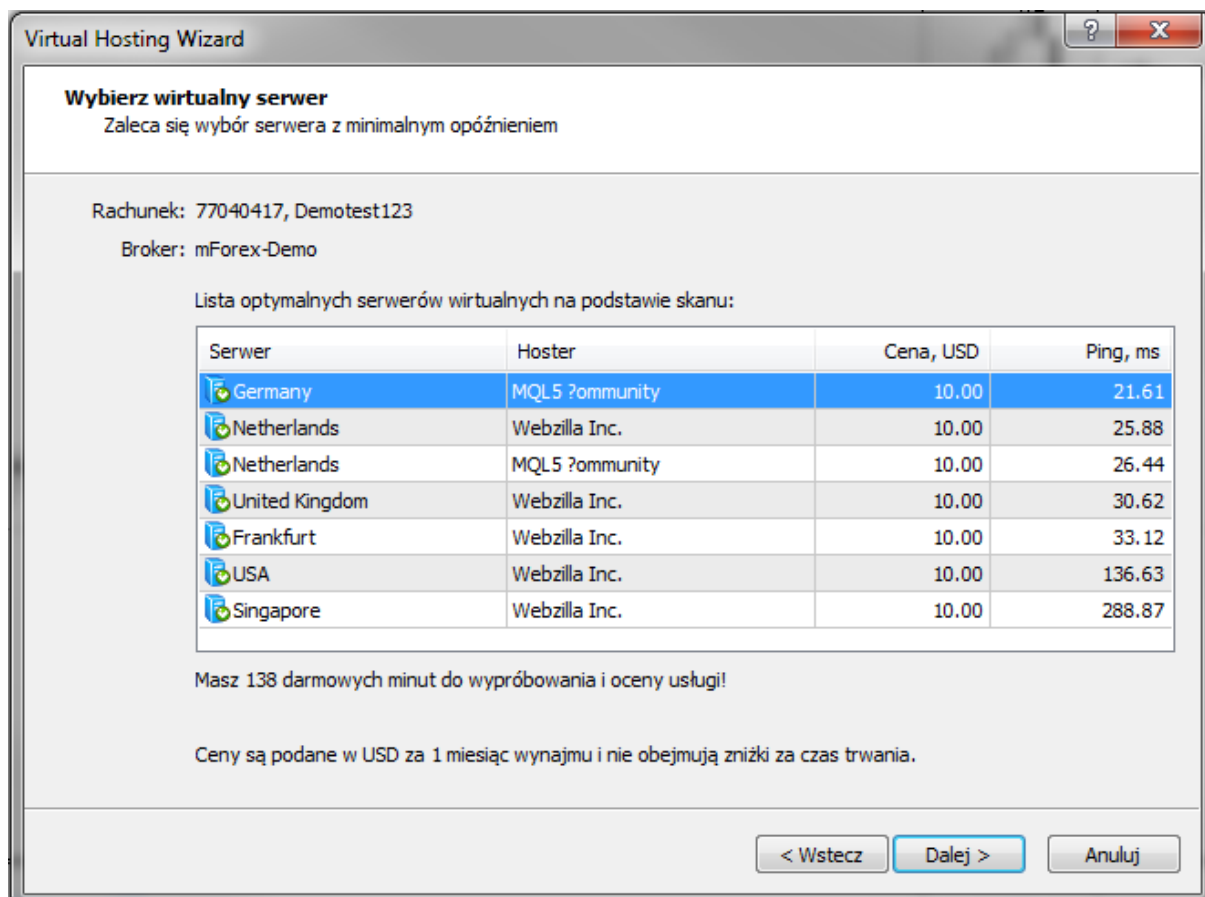 Virtual Hosting Wizard
Wybierz wirtualny serwer
Zaleca się wybór serwera z minimalnym opóźnieniem
Rachunek: 77040417, Demotest123
Broker: mForex-Demo
Lista optymalnych serwerów wirtualnych na podstawie skanu:
Serwer Hoster Cena, USD Ping, ms
Germany MQL5 ?ommunity 10.00 21.61
Netherlands Webzilla Inc. 10.00 25.88
Netherlands MQL5 ?ommunity 10.00 26.44
United Kingdom Webzilla Inc. 10.00 30.62
Frankfurt Webzilla Inc. 10.00 33.12
USA Webzilla Inc. 10.00 136.63
Singapore Webzilla Inc. 10.00 288.87
Masz 138 darmowych minut do wypróbowania i oceny usługi!
Ceny są podane w USD za 1 miesiąc wynajmu i nie obejmują zniżki za czas trwania.
< Wstecz Dalej > Anuluj